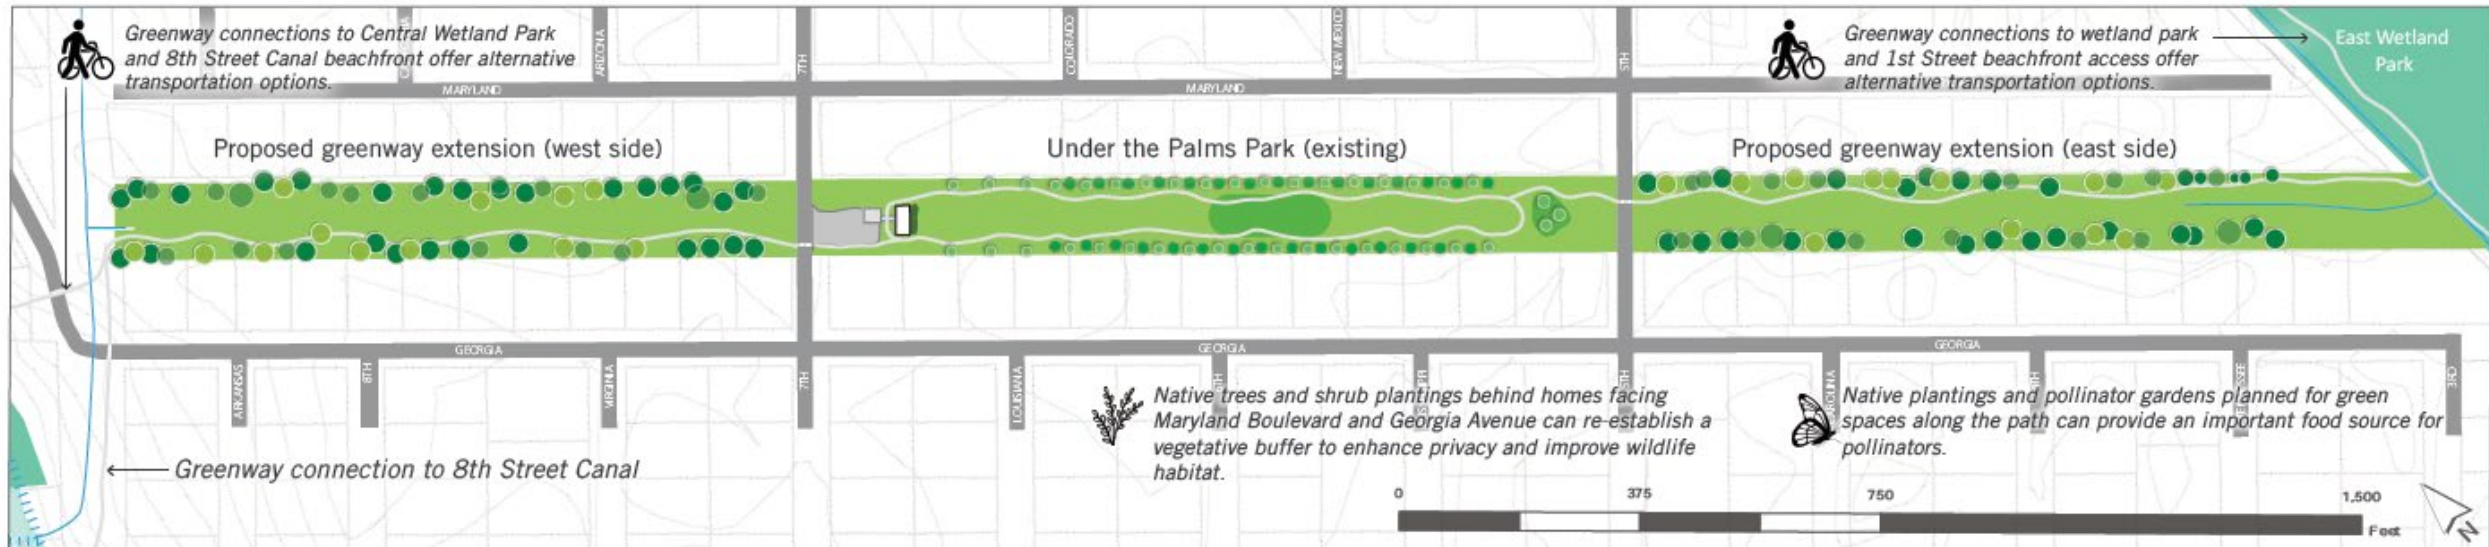 Greenway connections to Central Wetland Park
and 8th Street Canal beachfront offer alternative
transportation options.
ARIZONA
7TH
COLORADO
NEW MEXICO
5TH
Greenway connections to wetland park
and 1st Street beachfront access offer
alternative transportation options.
East Wetland
Park
MARYLAND
MARYLAND
Proposed greenway extension (west side)
Under the Palms Park (existing)
Proposed greenway extension (east side)
GEORGIA
GEORGIA
GEORGIA
ARKANSAS
8TH
VIRGINIA
7TH
LOUISIANA
3RD
Native trees and shrub plantings behind homes facing
Maryland Boulevard and Georgia Avenue can re-establish a
vegetative buffer to enhance privacy and improve wildlife
habitat.
Native plantings and pollinator gardens planned for green
spaces along the path can provide an important food source for
pollinators.
Greenway connection to 8th Street Canal
0
375
750
1,500
Feet
N